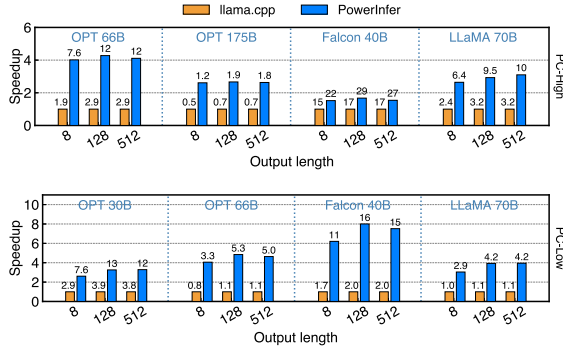 llama.cpp PowerInfer
OPT 66B OPT 175B Falcon 40B LLaMA 70B
Speedup
6
4
2
0
1.9 7.6 2.9 12 2.9 12
0.5 1.2 0.7 1.9 0.7 1.8
15 22 17 29 17 27
2.4 6.4 3.2 9.5 3.2 10
8 128 512 8 128 512 8 128 512 8 128 512
Output length
PC-High
OPT 30B OPT 66B Falcon 40B LLaMA 70B
Speedup
10
8
6
4
2
0
2.9 7.6 3.9 13 3.8 12
0.8 3.3 1.1 5.3 1.1 5.0
1.7 11 2.0 16 2.0 15
1.0 2.9 1.1 4.2 1.1 4.2
8 128 512 8 128 512 8 128 512 8 128 512
Output length
PC-Low